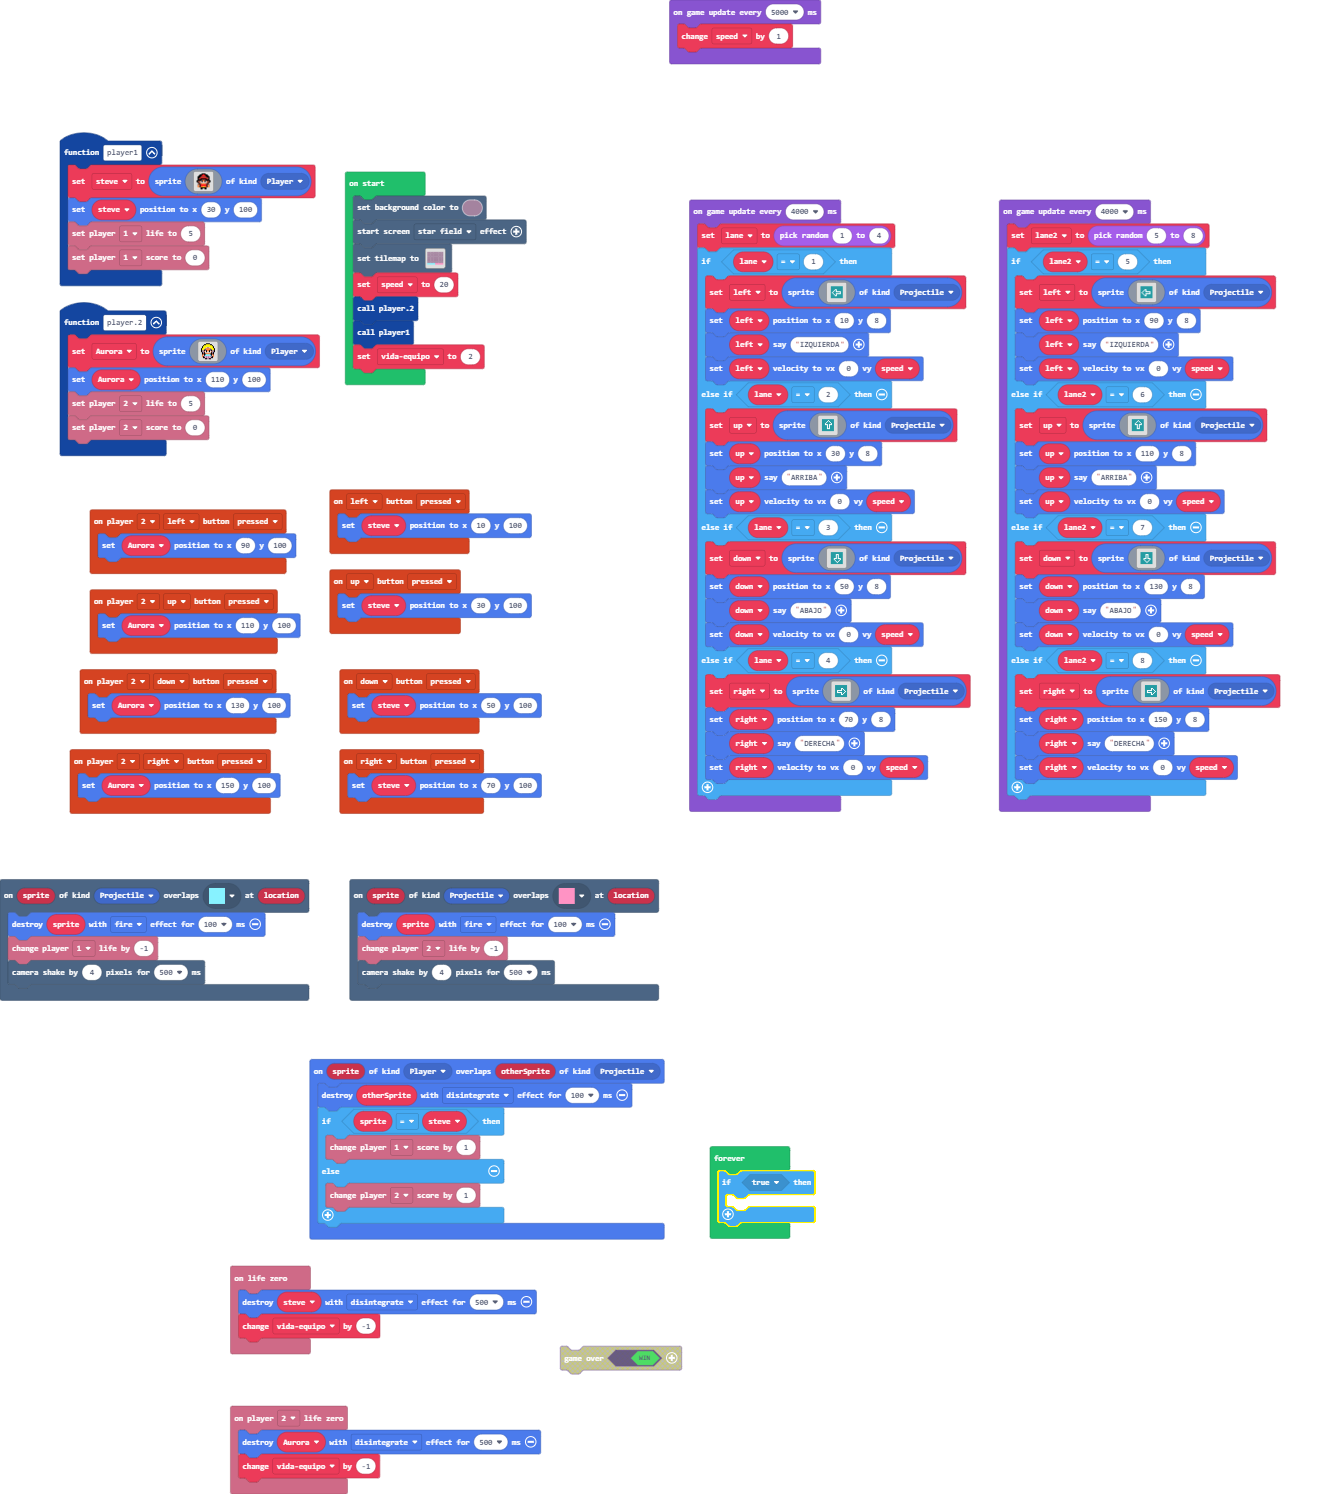 on game update every 5000 ms
change speed by 1
function player1
set steve to sprite of kind Player
set steve position to x 30 y 100
set player 1 life to 5
set player 1 score to 0
function player.2
set Aurora to sprite of kind Player
set Aurora position to x 110 y 100
set player 2 life to 5
set player 2 score to 0
on start
set background color to
start screen star field effect
set tilemap to
set speed to 20
call player.2
call player1
set vida-equipo to 2
on player 2 left button pressed
set Aurora position to x 90 y 100
on player 2 up button pressed
set Aurora position to x 110 y 100
on player 2 down button pressed
set Aurora position to x 130 y 100
on player 2 right button pressed
set Aurora position to x 150 y 100
on left button pressed
set steve position to x 10 y 100
on up button pressed
set steve position to x 30 y 100
on down button pressed
set steve position to x 50 y 100
on right button pressed
set steve position to x 70 y 100
on game update every 4000 ms
set lane to pick random 1 to 4
if lane = 1 then
set left to sprite of kind Projectile
set left position to x 10 y 8
left say "IZQUIERDA"
set left velocity to vx 0 vy speed
else if lane = 2 then
set up to sprite of kind Projectile
set up position to x 30 y 8
up say "ARRIBA"
set up velocity to vx 0 vy speed
else if lane = 3 then
set down to sprite of kind Projectile
set down position to x 50 y 8
down say "ABAJO"
set down velocity to vx 0 vy speed
else if lane = 4 then
set right to sprite of kind Projectile
set right position to x 70 y 8
right say "DERECHA"
set right velocity to vx 0 vy speed
on game update every 4000 ms
set lane2 to pick random 5 to 8
if lane2 = 5 then
set left to sprite of kind Projectile
set left position to x 90 y 8
left say "IZQUIERDA"
set left velocity to vx 0 vy speed
else if lane2 = 6 then
set up to sprite of kind Projectile
set up position to x 110 y 8
up say "ARRIBA"
set up velocity to vx 0 vy speed
else if lane2 = 7 then
set down to sprite of kind Projectile
set down position to x 130 y 8
down say "ABAJO"
set down velocity to vx 0 vy speed
else if lane2 = 8 then
set right to sprite of kind Projectile
set right position to x 150 y 8
right say "DERECHA"
set right velocity to vx 0 vy speed
on sprite of kind Projectile overlaps at location
destroy sprite with fire effect for 100 ms
change player 1 life by -1
camera shake by 4 pixels for 500 ms
on sprite of kind Projectile overlaps at location
destroy sprite with fire effect for 100 ms
change player 2 life by -1
camera shake by 4 pixels for 500 ms
on sprite of kind Player overlaps otherSprite of kind Projectile
destroy otherSprite with disintegrate effect for 100 ms
if sprite = steve then
change player 1 score by 1
else
change player 2 score by 1
forever
if true then
on life zero
destroy steve with disintegrate effect for 500 ms
change vida-equipo by -1
game over WIN
on player 2 life zero
destroy Aurora with disintegrate effect for 500 ms
change vida-equipo by -1